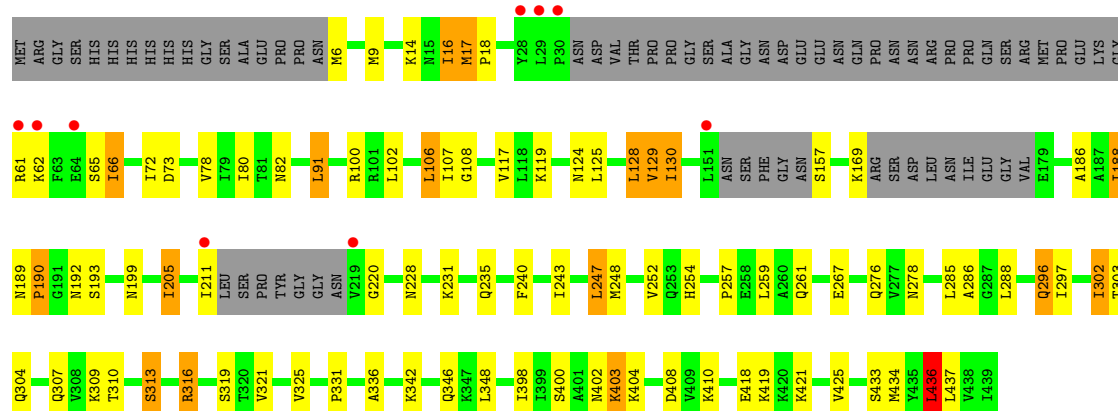 MET ARG GLY SER HIS HIS HIS HIS HIS HIS GLY SER ALA GLU PRO PRO ASN M6 M9 K14 N15 I16 M17 P18 Y28 L29 P30 ASN ASP VAL THR PRO PRO GLY SER ALA GLY ASN ASP GLU GLU ASN GLN PRO ASN ASN ARG PRO PRO GLN SER ARG MET PRO GLU LYS GLY
R61 K62 F63 E64 S65 I66 I72 D73 V78 I79 I80 T81 N82 L91 R100 R101 L102 L106 I107 G108 V117 L118 K119 N124 L125 L128 V129 I130 L151 ASN SER PHE GLY ASN S157 K169 ARG SER ASP LEU ASN ILE GLU GLY VAL E179 A186 A187 I188
N189 P190 G191 N192 S193 N199 I205 I211 LEU SER PRO TYR GLY GLY ASN V219 G220 N228 K231 Q235 F240 I243 L247 M248 V252 Q253 H254 P257 E258 L259 A260 Q261 E267 Q276 V277 N278 L285 A286 G287 L288 Q296 I297 I302 T303
Q304 Q307 V308 K309 T310 S313 R316 S319 T320 V321 V325 P331 A336 K342 Q346 K347 L348 I398 I399 S400 A401 N402 K403 K404 D408 V409 K410 E418 K419 K420 K421 V425 S433 M434 Y435 L436 L437 V438 I439